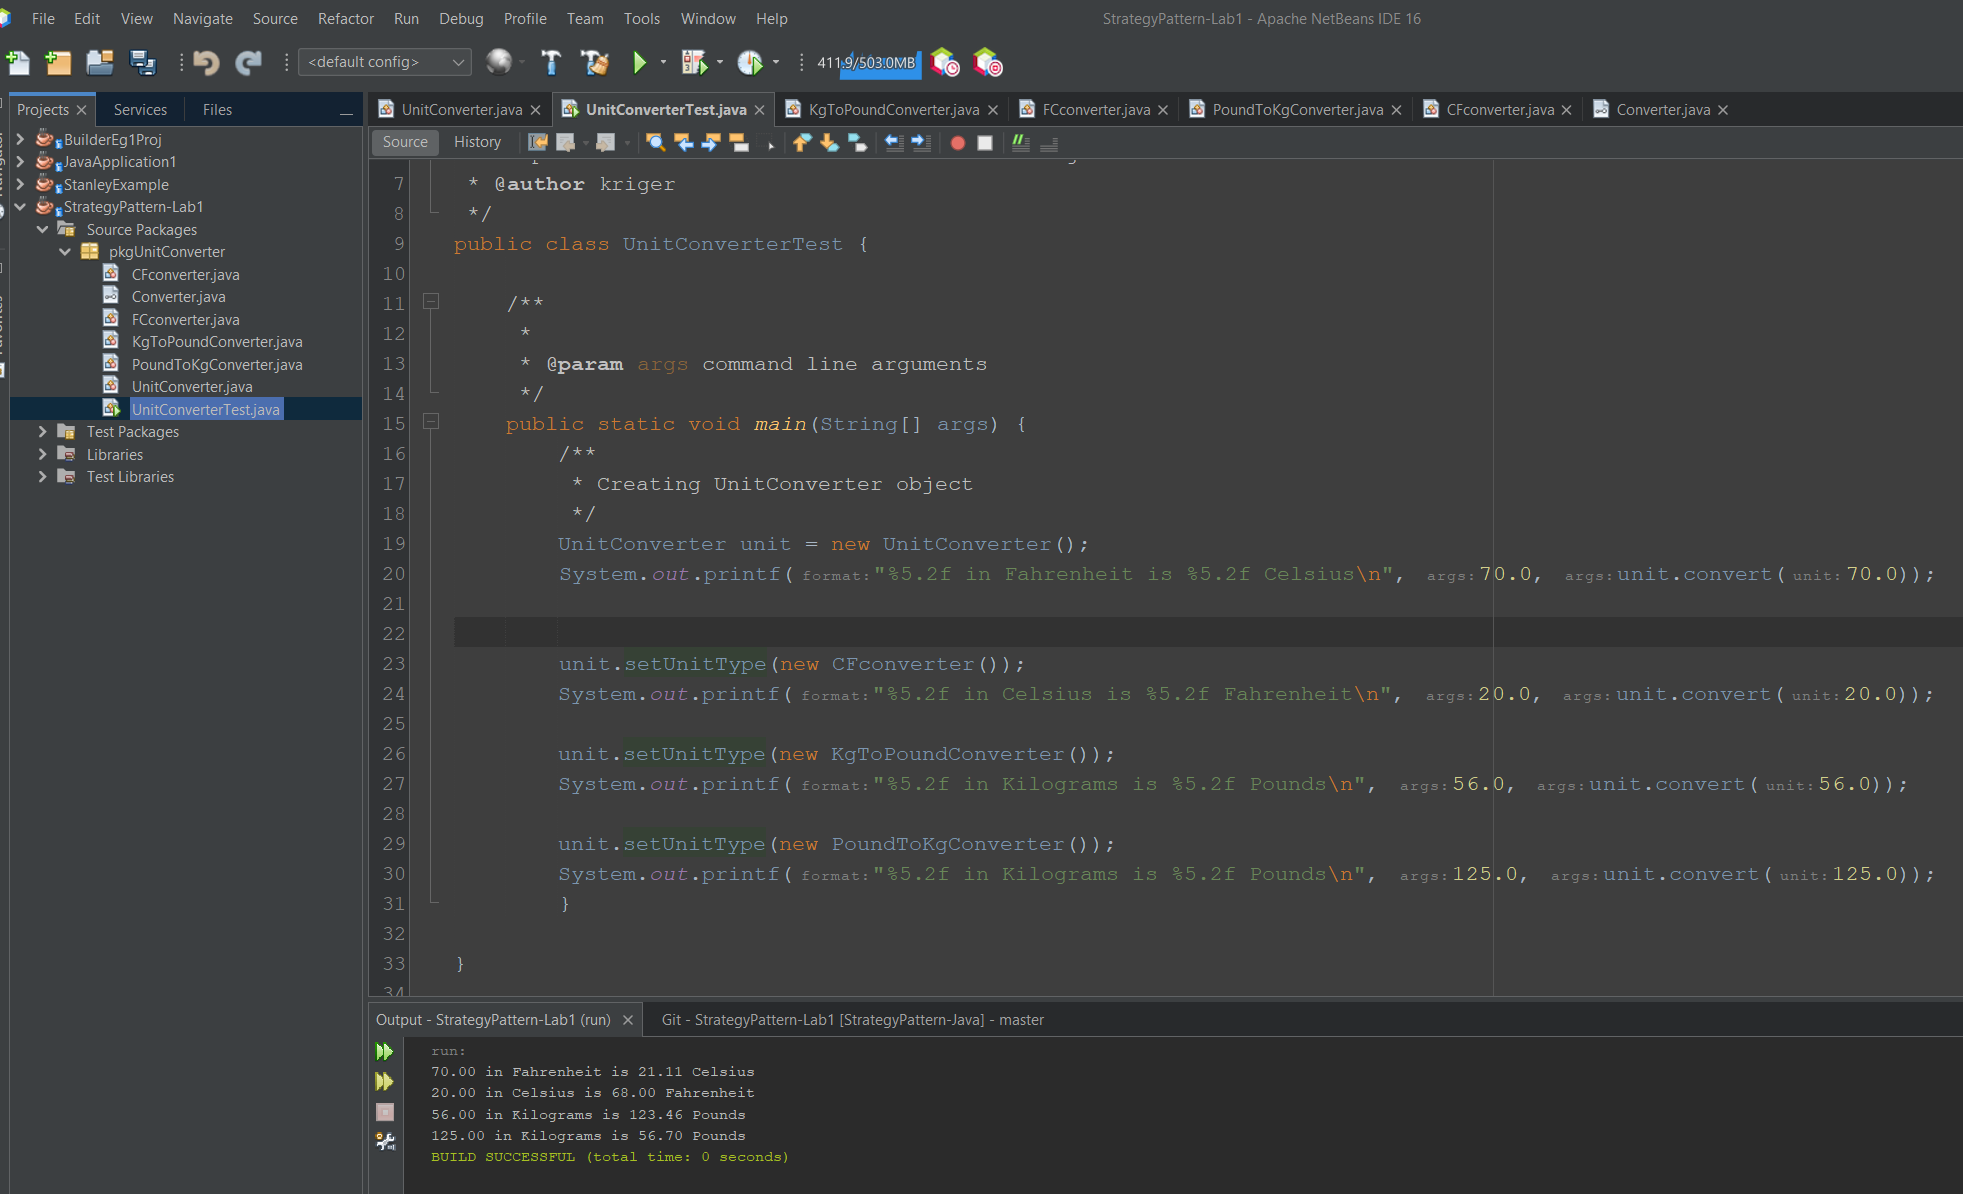 File Edit View Navigate Source Refactor Run Debug Profile Team Tools Window Help
StrategyPattern-Lab1 - Apache NetBeans IDE 16
<default config>
411.9/503.0MB
Projects Services Files
BuilderEg1Proj
JavaApplication1
StanleyExample
StrategyPattern-Lab1
Source Packages
pkgUnitConverter
CFconverter.java
Converter.java
FCconverter.java
KgToPoundConverter.java
PoundToKgConverter.java
UnitConverter.java
UnitConverterTest.java
Test Packages
Libraries
Test Libraries
UnitConverter.java UnitConverterTest.java KgToPoundConverter.java FCconverter.java PoundToKgConverter.java CFconverter.java Converter.java
Source History
7 * @author kriger
8 */
9 public class UnitConverterTest {
10
11 /**
12 *
13 * @param args command line arguments
14 */
15 public static void main(String[] args) {
16 /**
17 * Creating UnitConverter object
18 */
19 UnitConverter unit = new UnitConverter();
20 System.out.printf( format: "%5.2f in Fahrenheit is %5.2f Celsius\n", args: 70.0, args: unit.convert( unit: 70.0));
21
22
23 unit.setUnitType(new CFconverter());
24 System.out.printf( format: "%5.2f in Celsius is %5.2f Fahrenheit\n", args: 20.0, args: unit.convert( unit: 20.0));
25
26 unit.setUnitType(new KgToPoundConverter());
27 System.out.printf( format: "%5.2f in Kilograms is %5.2f Pounds\n", args: 56.0, args: unit.convert( unit: 56.0));
28
29 unit.setUnitType(new PoundToKgConverter());
30 System.out.printf( format: "%5.2f in Kilograms is %5.2f Pounds\n", args: 125.0, args: unit.convert( unit: 125.0));
31 }
32
33 }
34
Output - StrategyPattern-Lab1 (run) Git - StrategyPattern-Lab1 [StrategyPattern-Java] - master
run:
70.00 in Fahrenheit is 21.11 Celsius
20.00 in Celsius is 68.00 Fahrenheit
56.00 in Kilograms is 123.46 Pounds
125.00 in Kilograms is 56.70 Pounds
BUILD SUCCESSFUL (total time: 0 seconds)